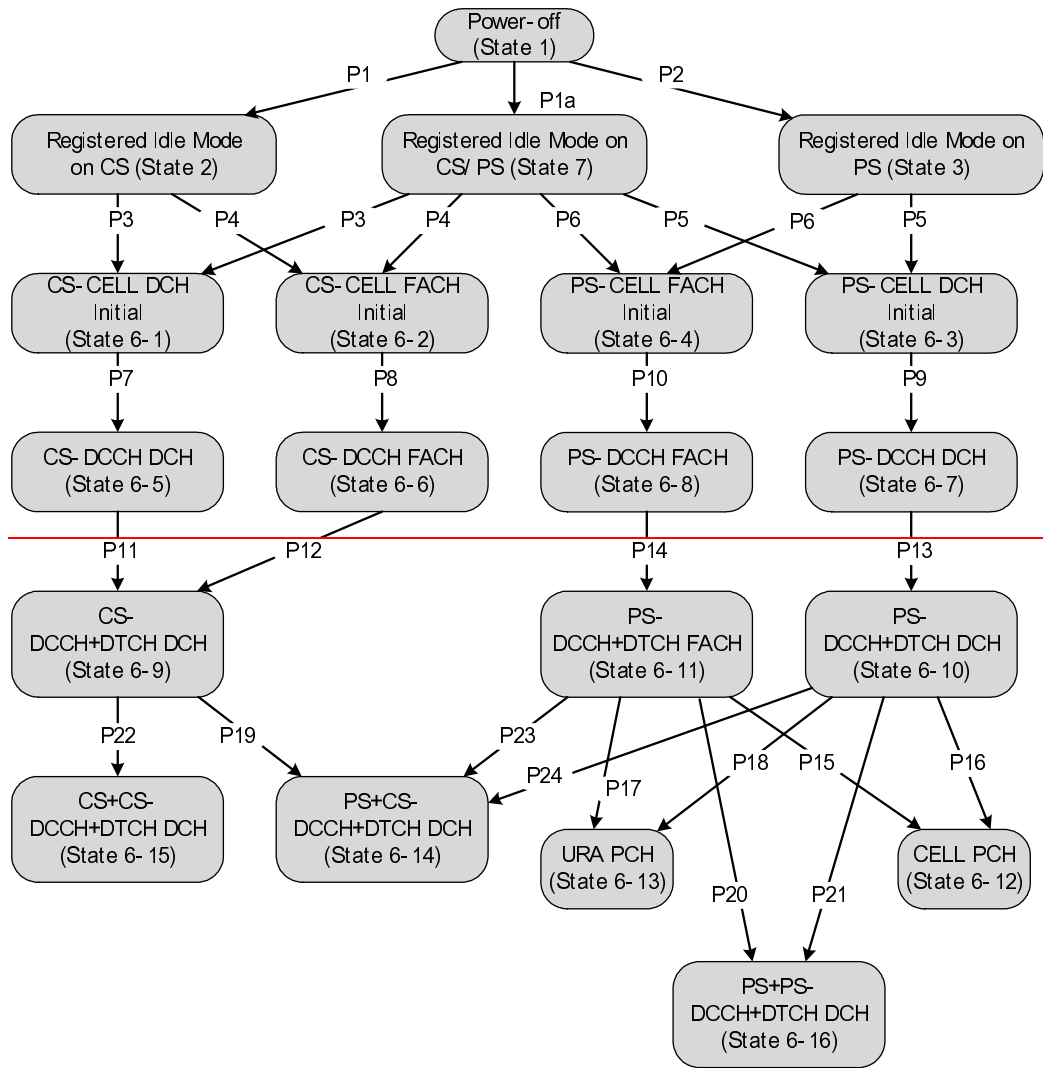 Power-off
(State 1)
P1
P1a
P2
Registered Idle Mode
on CS (State 2)
Registered Idle Mode on
CS/ PS (State 7)
Registered Idle Mode on
PS (State 3)
P3
P4
P3
P4
P6
P5
P6
P5
CS- CELL DCH
Initial
(State 6- 1)
CS- CELL FACH
Initial
(State 6- 2)
PS- CELL FACH
Initial
(State 6- 4)
PS- CELL DCH
Initial
(State 6- 3)
P7
P8
P10
P9
CS- DCCH DCH
(State 6- 5)
CS- DCCH FACH
(State 6- 6)
PS- DCCH FACH
(State 6- 8)
PS- DCCH DCH
(State 6- 7)
P11
P12
P14
P13
CS-
DCCH+DTCH DCH
(State 6- 9)
PS-
DCCH+DTCH FACH
(State 6- 11)
PS-
DCCH+DTCH DCH
(State 6- 10)
P22
P19
P23
P24
P17
P18
P15
P16
CS+CS-
DCCH+DTCH DCH
(State 6- 15)
PS+CS-
DCCH+DTCH DCH
(State 6- 14)
URA PCH
(State 6- 13)
CELL PCH
(State 6- 12)
P20
P21
PS+PS-
DCCH+DTCH DCH
(State 6- 16)